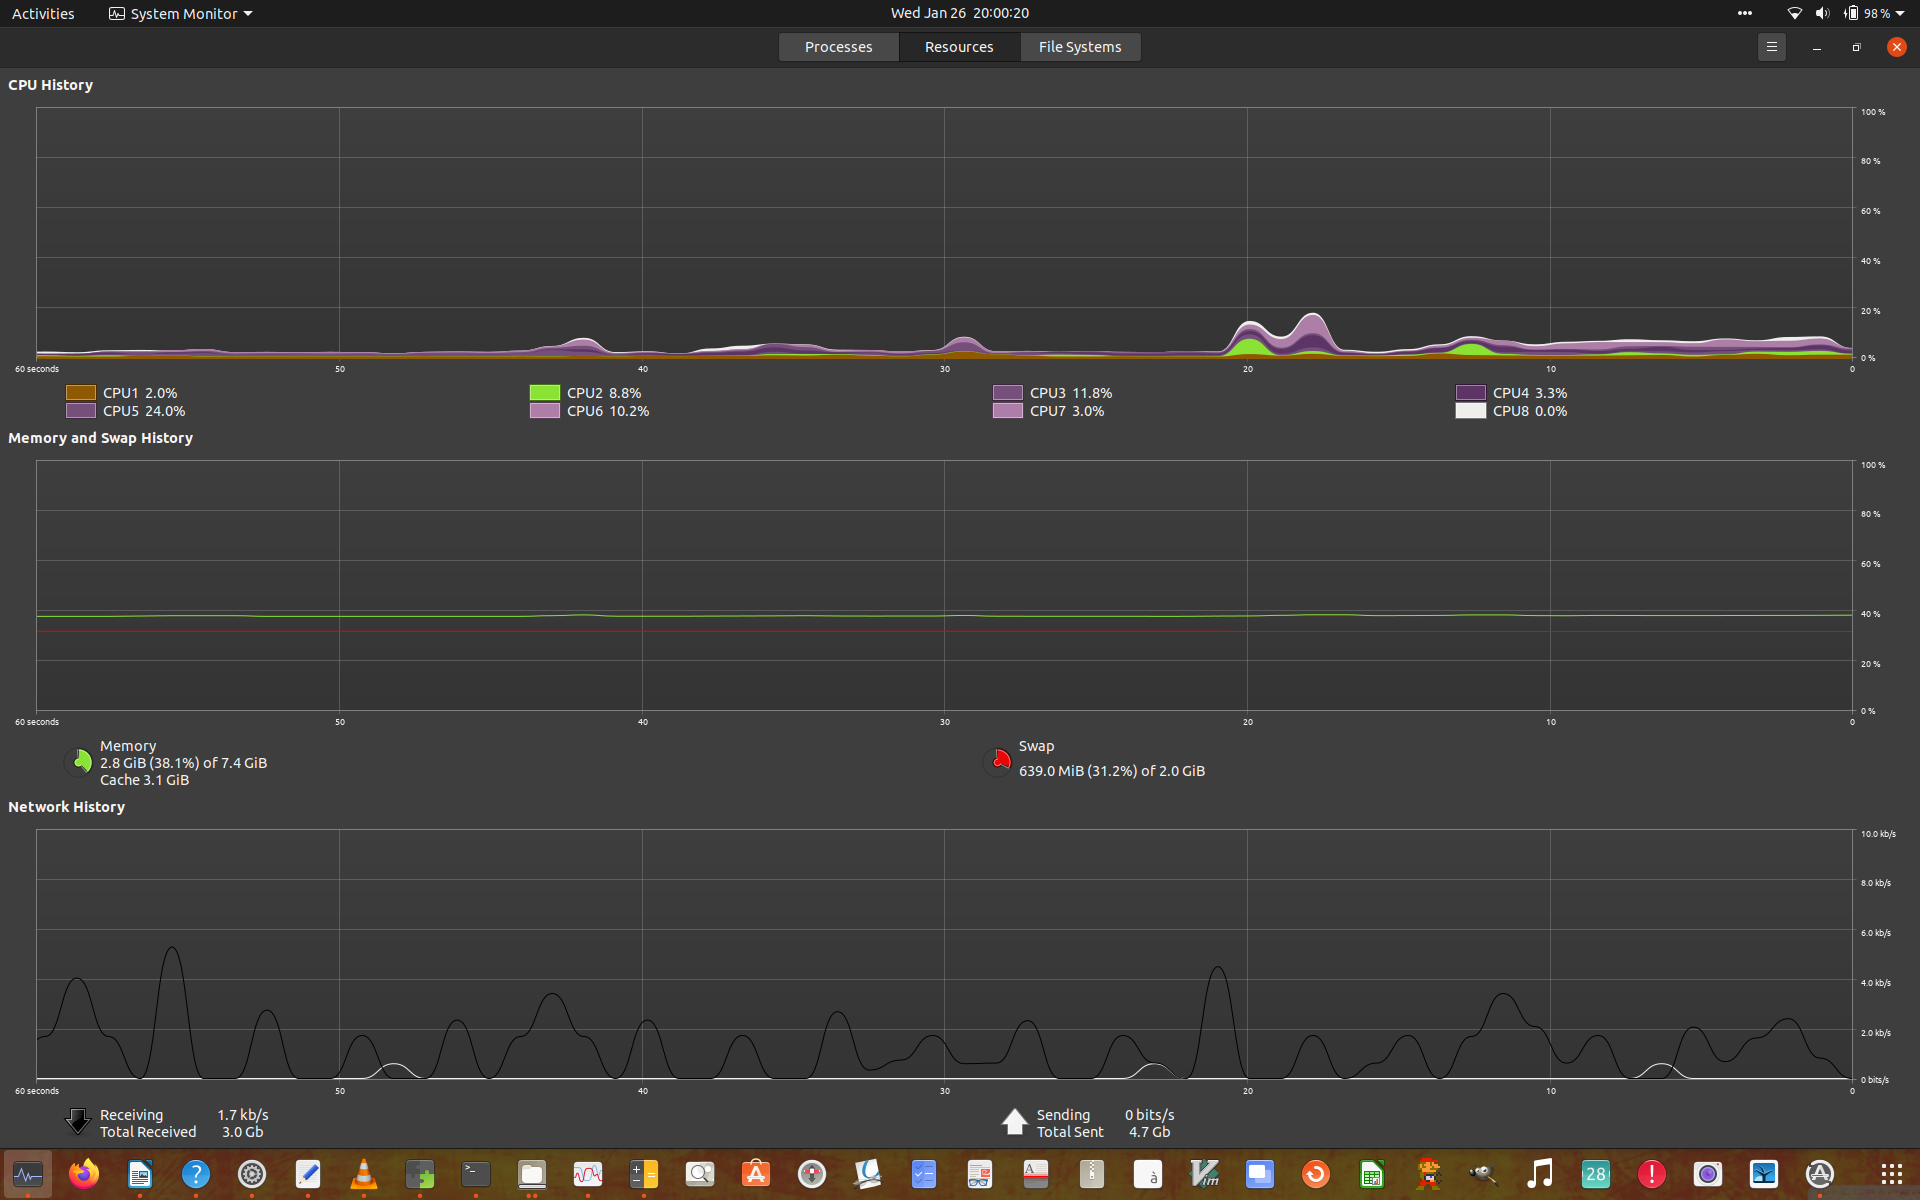 Activities System Monitor Wed Jan 26 20:00:20 98 %
Processes Resources File Systems
CPU History
100 %
80 %
60 %
40 %
20 %
0 %
60 seconds 50 40 30 20 10 0
CPU1 2.0% CPU2 8.8% CPU3 11.8% CPU4 3.3%
CPU5 24.0% CPU6 10.2% CPU7 3.0% CPU8 0.0%
Memory and Swap History
100 %
80 %
60 %
40 %
20 %
0 %
60 seconds 50 40 30 20 10 0
Memory Swap
2.8 GiB (38.1%) of 7.4 GiB 639.0 MiB (31.2%) of 2.0 GiB
Cache 3.1 GiB
Network History
10.0 kb/s
8.0 kb/s
6.0 kb/s
4.0 kb/s
2.0 kb/s
0 bits/s
60 seconds 50 40 30 20 10 0
Receiving 1.7 kb/s Sending 0 bits/s
Total Received 3.0 Gb Total Sent 4.7 Gb
? >_ A à Vim 28 !